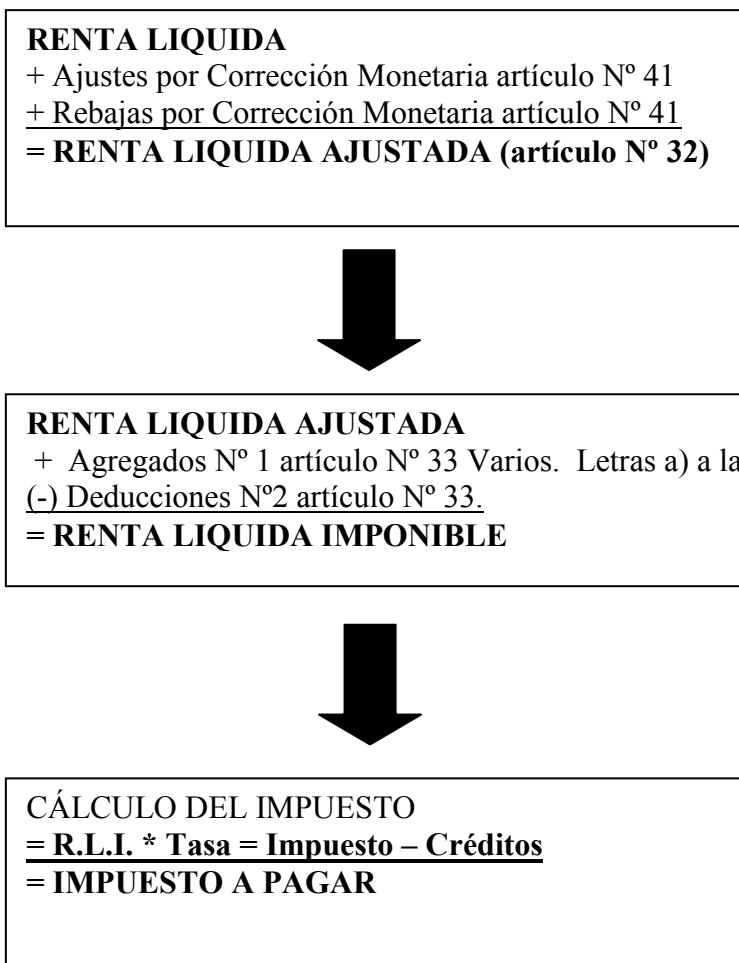 RENTA LIQUIDA
+ Ajustes por Corrección Monetaria artículo Nº 41
+ Rebajas por Corrección Monetaria artículo Nº 41
= RENTA LIQUIDA AJUSTADA (artículo Nº 32)
RENTA LIQUIDA AJUSTADA
+ Agregados Nº 1 artículo Nº 33 Varios. Letras a) a la
(-) Deducciones Nº2 artículo Nº 33.
= RENTA LIQUIDA IMPONIBLE
CÁLCULO DEL IMPUESTO
= R.L.I. * Tasa = Impuesto – Créditos
= IMPUESTO A PAGAR